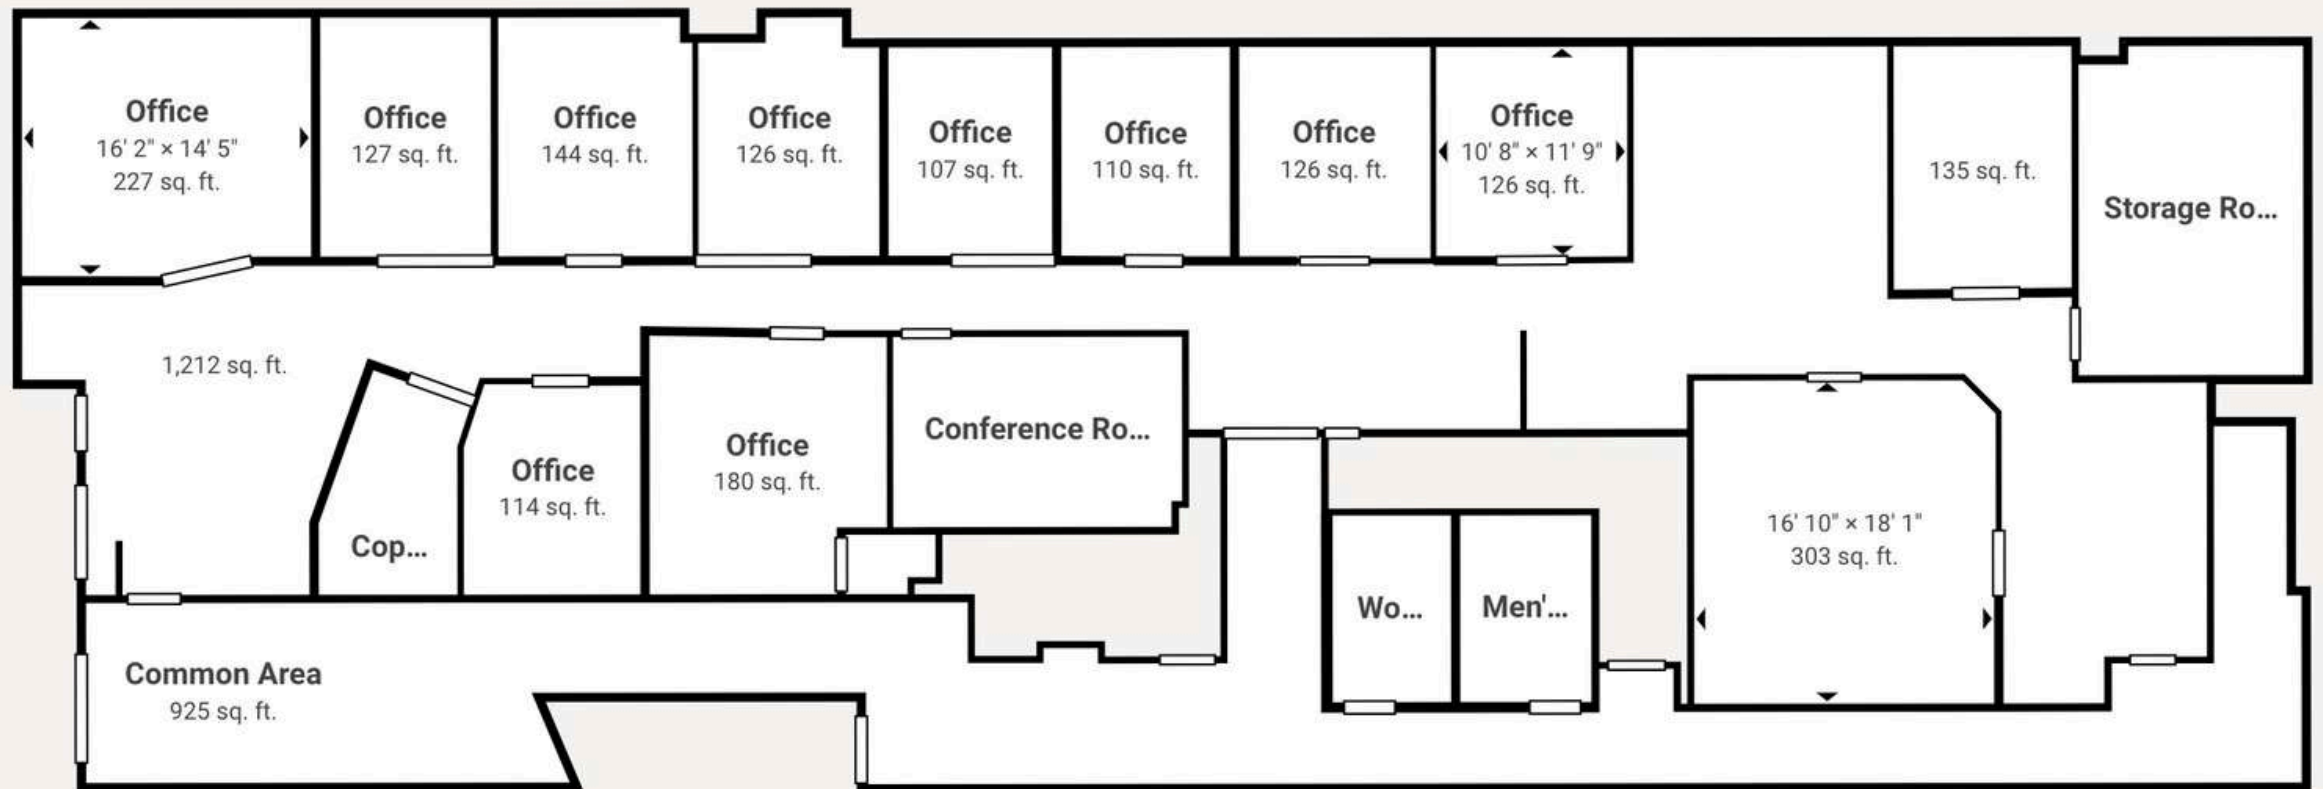 Office
16' 2" × 14' 5"
227 sq. ft.
Office
127 sq. ft.
Office
144 sq. ft.
Office
126 sq. ft.
Office
107 sq. ft.
Office
110 sq. ft.
Office
126 sq. ft.
Office
10' 8" × 11' 9"
126 sq. ft.
135 sq. ft.
Storage Ro...
1,212 sq. ft.
Cop...
Office
114 sq. ft.
Office
180 sq. ft.
Conference Ro...
Wo...
Men'...
16' 10" × 18' 1"
303 sq. ft.
Common Area
925 sq. ft.